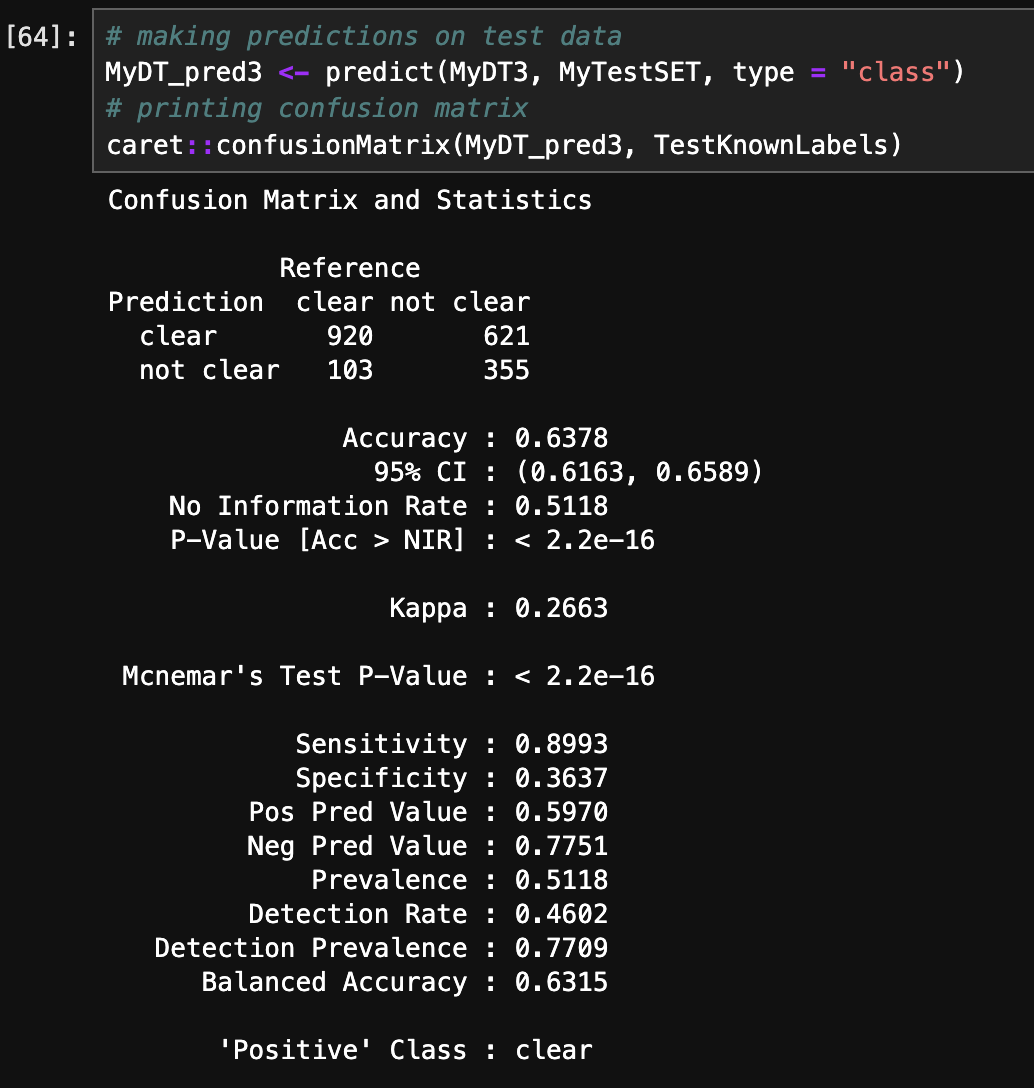 [64]: # making predictions on test data
MyDT_pred3 <- predict(MyDT3, MyTestSET, type = "class")
# printing confusion matrix
caret::confusionMatrix(MyDT_pred3, TestKnownLabels)
Confusion Matrix and Statistics
Reference
Prediction clear not clear
clear 920 621
not clear 103 355
Accuracy : 0.6378
95% CI : (0.6163, 0.6589)
No Information Rate : 0.5118
P-Value [Acc > NIR] : < 2.2e-16
Kappa : 0.2663
Mcnemar's Test P-Value : < 2.2e-16
Sensitivity : 0.8993
Specificity : 0.3637
Pos Pred Value : 0.5970
Neg Pred Value : 0.7751
Prevalence : 0.5118
Detection Rate : 0.4602
Detection Prevalence : 0.7709
Balanced Accuracy : 0.6315
'Positive' Class : clear